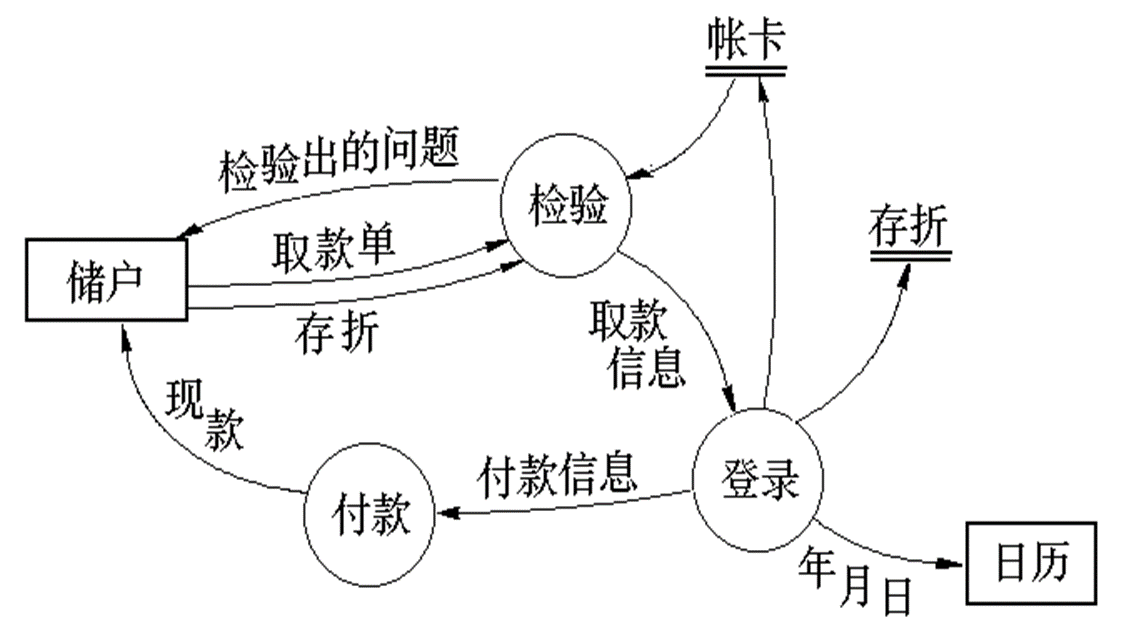 帐卡
检验出的问题
检验
存折
取款单
储户
存折
取款
信息
现款
付款信息
登录
付款
日历
年月日